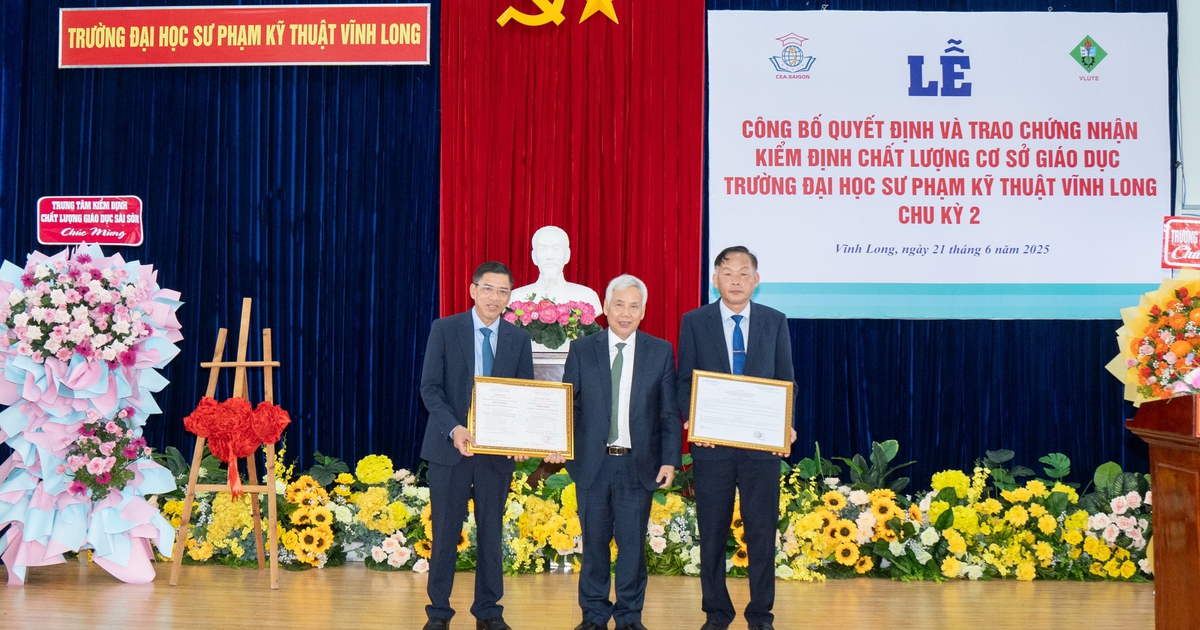 TRƯỜNG ĐẠI HỌC SƯ PHẠM KỸ THUẬT VĨNH LONG
CEA-SAIGON
LỄ
VLUTE
CÔNG BỐ QUYẾT ĐỊNH VÀ TRAO CHỨNG NHẬN
KIỂM ĐỊNH CHẤT LƯỢNG CƠ SỞ GIÁO DỤC
TRƯỜNG ĐẠI HỌC SƯ PHẠM KỸ THUẬT VĨNH LONG
CHU KỲ 2
Vĩnh Long, ngày 21 tháng 6 năm 2025
TRUNG TÂM KIỂM ĐỊNH
CHẤT LƯỢNG GIÁO DỤC SÀI GÒN
Chúc Mừng
TRƯỜNG